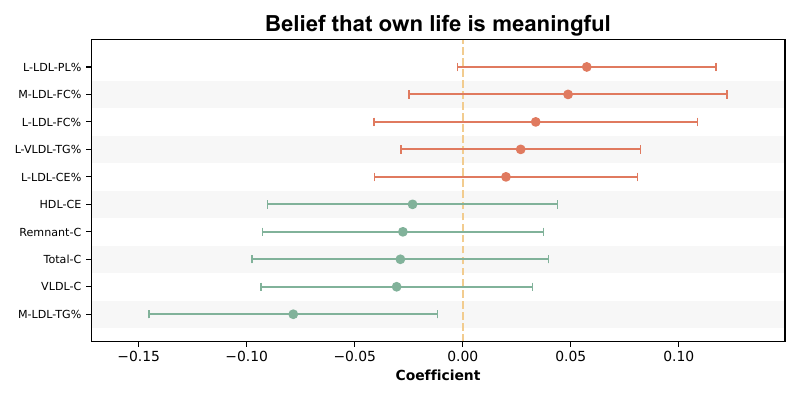 Belief that own life is meaningful
L-LDL-PL%
M-LDL-FC%
L-LDL-FC%
L-VLDL-TG%
L-LDL-CE%
HDL-CE
Remnant-C
Total-C
VLDL-C
M-LDL-TG%
−0.15 −0.10 −0.05 0.00 0.05 0.10
Coefficient